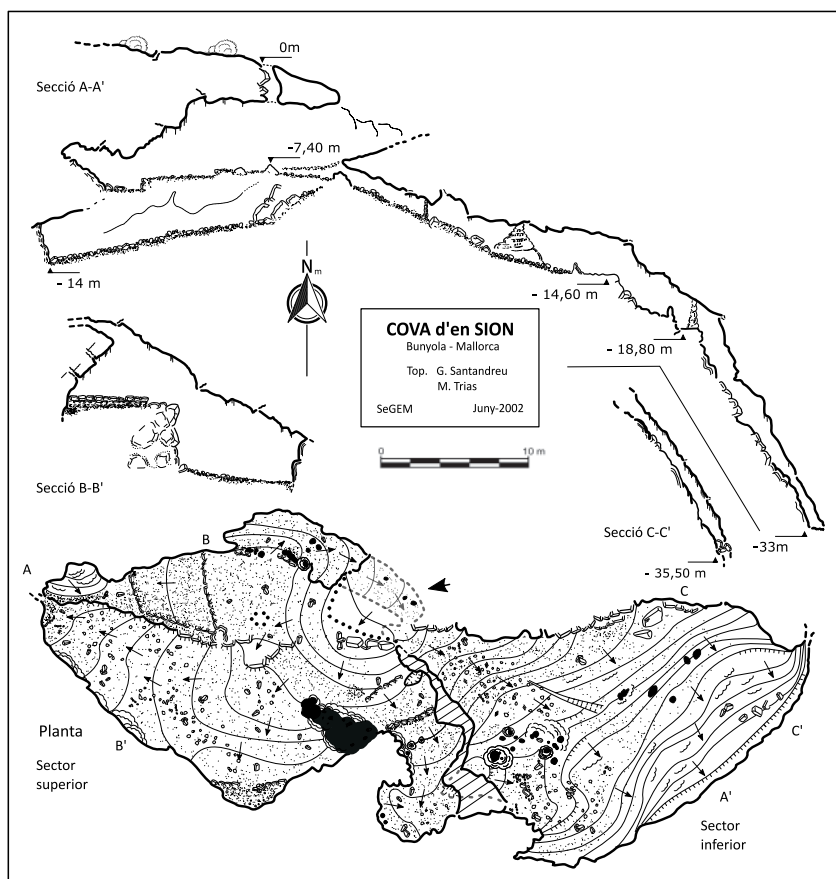 0m
Secció A-A'
-7,40 m
- 14 m
Nm
- 14,60 m
- 18,80 m
COVA d'en SION
Bunyola - Mallorca
Top. G. Santandreu
M. Trias
SeGEM Juny-2002
0 10 m
Secció B-B'
Secció C-C'
-33m
- 35,50 m
A
B
C
Planta
Sector
superior
B'
C'
A'
Sector
inferior